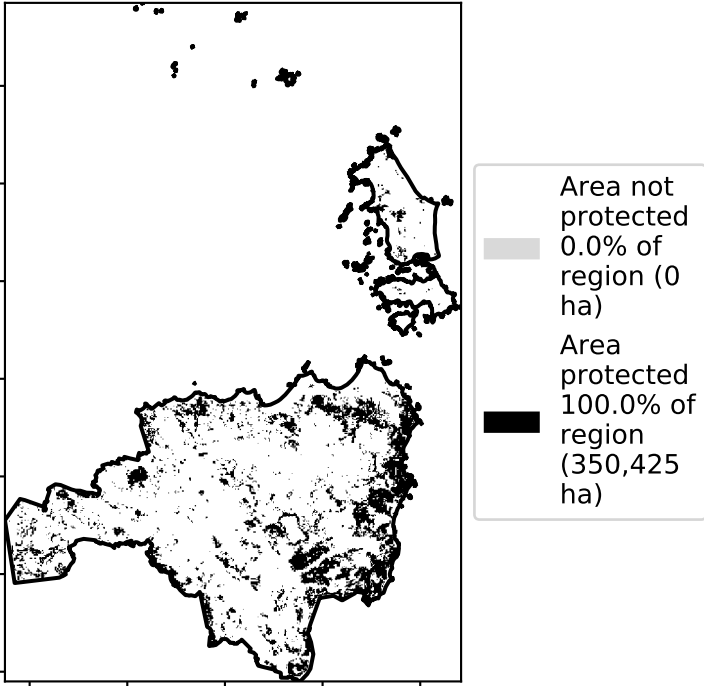 Area not
protected
0.0% of
region (0
ha)
Area
protected
100.0% of
region
(350,425
ha)